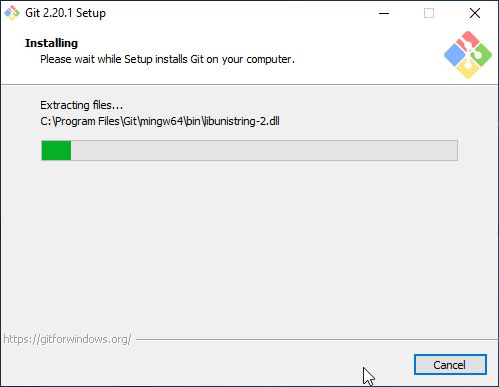 Git 2.20.1 Setup
Installing
Please wait while Setup installs Git on your computer.
Extracting files...
C:\Program Files\Git\mingw64\bin\libunistring-2.dll
https://gitforwindows.org/
Cancel